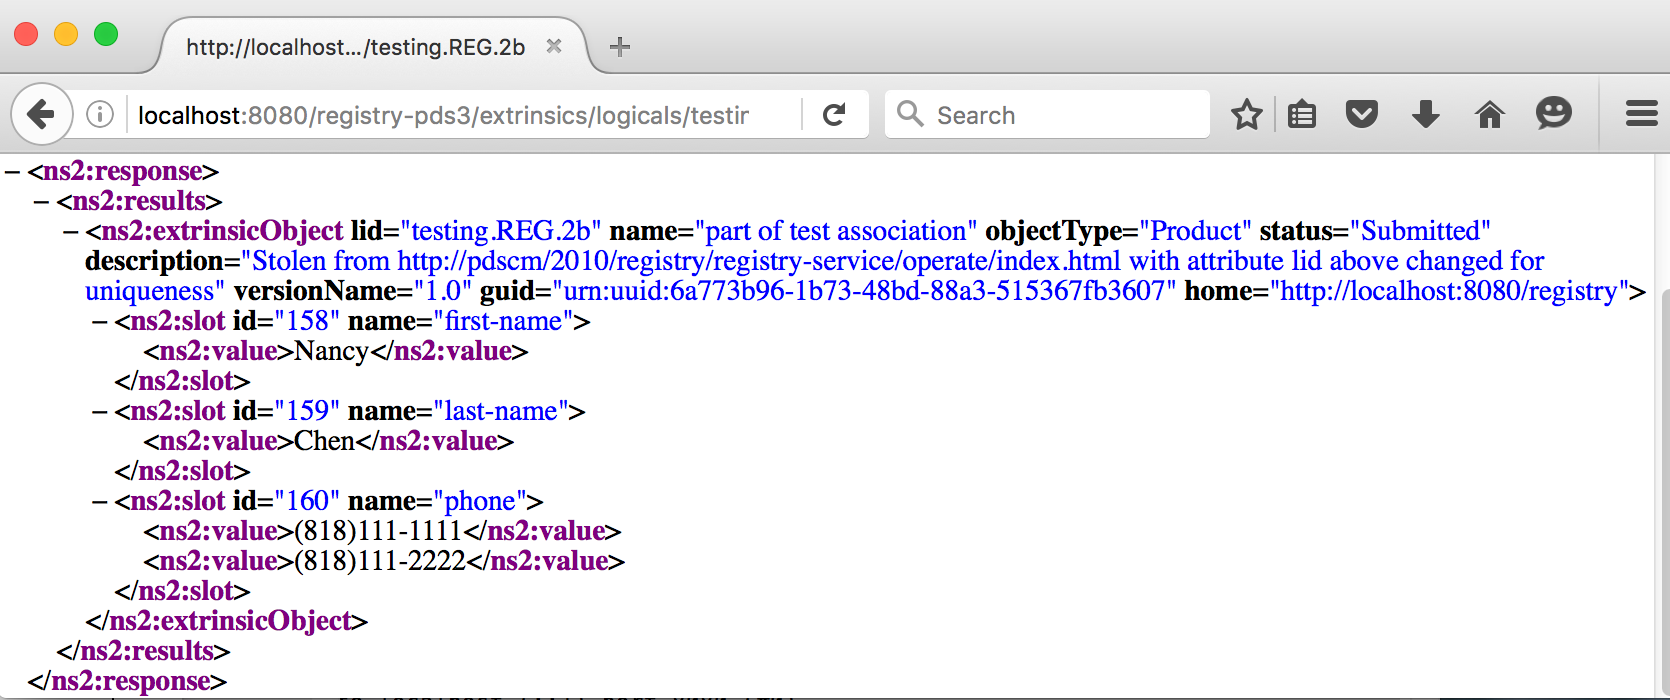 http://localhost.../testing.REG.2b
localhost:8080/registry-pds3/extrinsics/logicals/testir
Search
– <ns2:response>
– <ns2:results>
– <ns2:extrinsicObject lid="testing.REG.2b" name="part of test association" objectType="Product" status="Submitted"
description="Stolen from http://pdscm/2010/registry/registry-service/operate/index.html with attribute lid above changed for
uniqueness" versionName="1.0" guid="urn:uuid:6a773b96-1b73-48bd-88a3-515367fb3607" home="http://localhost:8080/registry">
– <ns2:slot id="158" name="first-name">
<ns2:value>Nancy</ns2:value>
</ns2:slot>
– <ns2:slot id="159" name="last-name">
<ns2:value>Chen</ns2:value>
</ns2:slot>
– <ns2:slot id="160" name="phone">
<ns2:value>(818)111-1111</ns2:value>
<ns2:value>(818)111-2222</ns2:value>
</ns2:slot>
</ns2:extrinsicObject>
</ns2:results>
</ns2:response>